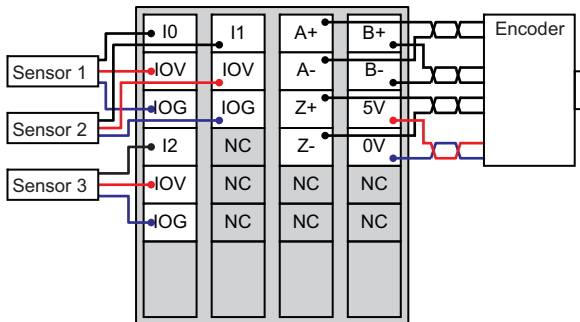 I0 I1 A+ B+ Encoder
Sensor 1 IOV IOV A- B-
IOG IOG Z+ 5V
Sensor 2 I2 NC Z- 0V
Sensor 3 IOV NC NC NC
IOG NC NC NC